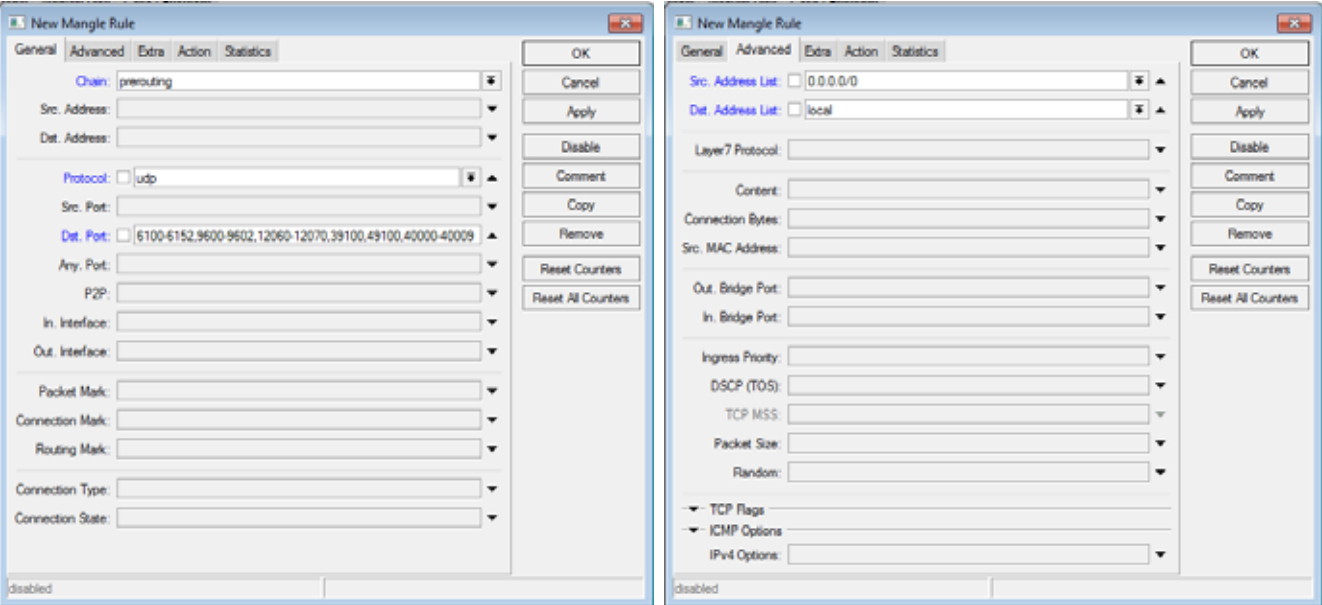 New Mangle Rule
General Advanced Extra Action Statistics
Chain: prerouting
Src. Address:
Dst. Address:
Protocol: udp
Src. Port:
Dst. Port: 6100-6152,9600-9602,12060-12070,39100,49100,40000-40009
Any. Port:
P2P:
In. Interface:
Out. Interface:
Packet Mark:
Connection Mark:
Routing Mark:
Connection Type:
Connection State:
OK
Cancel
Apply
Disable
Comment
Copy
Remove
Reset Counters
Reset All Counters
disabled
New Mangle Rule
General Advanced Extra Action Statistics
Src. Address List: 0.0.0.0/0
Dst. Address List: local
Layer7 Protocol:
Content:
Connection Bytes:
Src. MAC Address:
Out. Bridge Port:
In. Bridge Port:
Ingress Priority:
DSCP (TOS):
TCP MSS:
Packet Size:
Random:
TCP Flags
ICMP Options
IPv4 Options:
OK
Cancel
Apply
Disable
Comment
Copy
Remove
Reset Counters
Reset All Counters
disabled